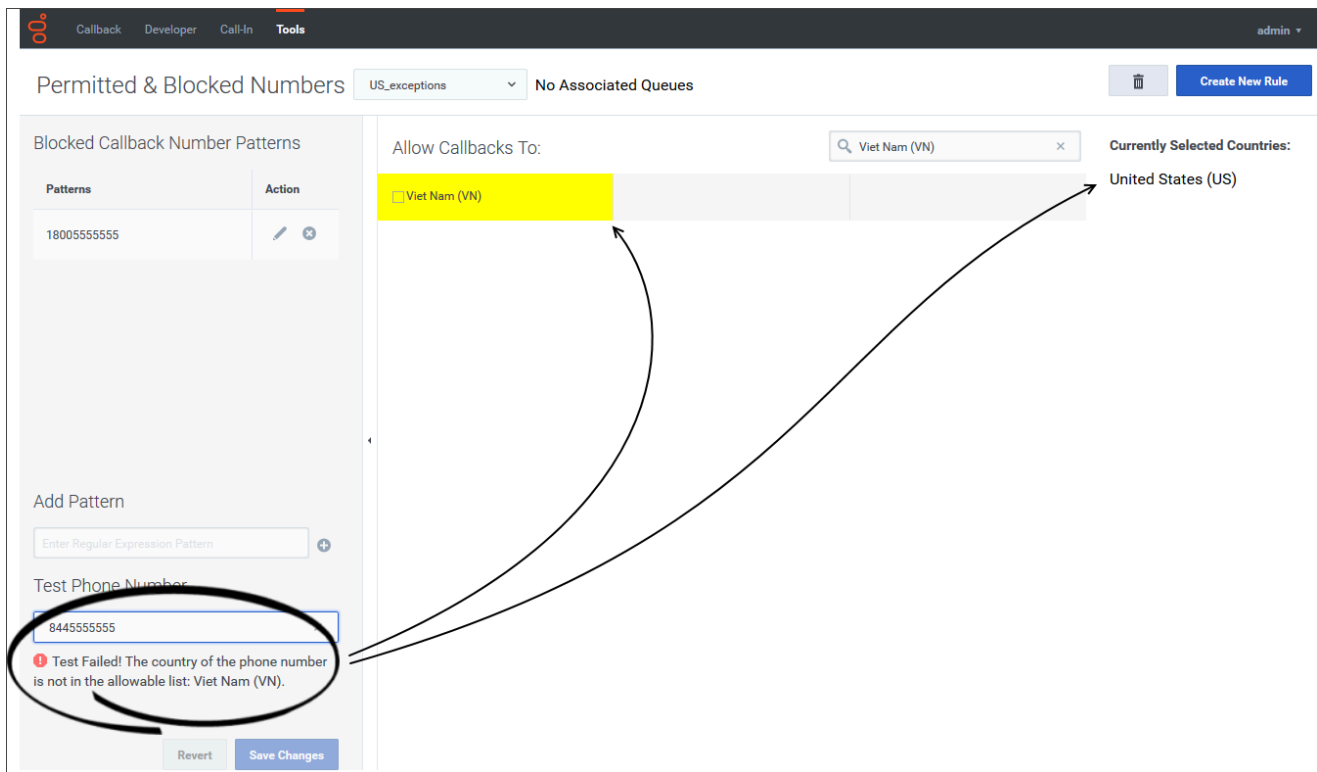 Callback Developer Call-In Tools admin
Permitted & Blocked Numbers US_exceptions No Associated Queues Create New Rule
Blocked Callback Number Patterns
Patterns Action
18005555555
Add Pattern
Enter Regular Expression Pattern
Test Phone Number
8445555555
Test Failed! The country of the phone number
is not in the allowable list: Viet Nam (VN).
Revert Save Changes
Allow Callbacks To: Viet Nam (VN)
Viet Nam (VN)
Currently Selected Countries:
United States (US)